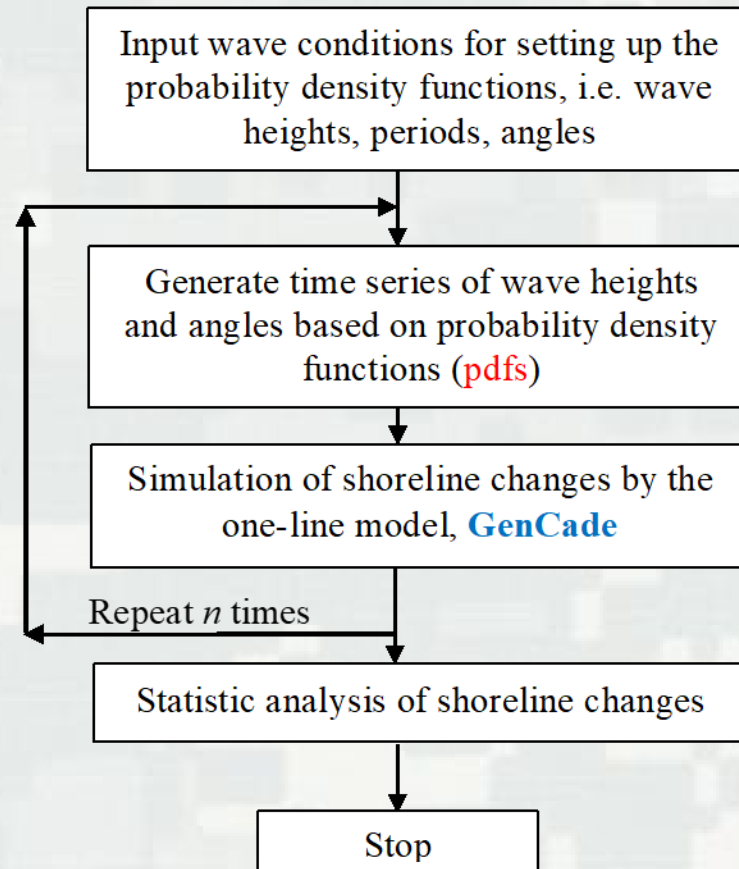 Input wave conditions for setting up the
probability density functions, i.e. wave
heights, periods, angles
Generate time series of wave heights
and angles based on probability density
functions (pdfs)
Simulation of shoreline changes by the
one-line model, GenCade
Repeat n times
Statistic analysis of shoreline changes
Stop